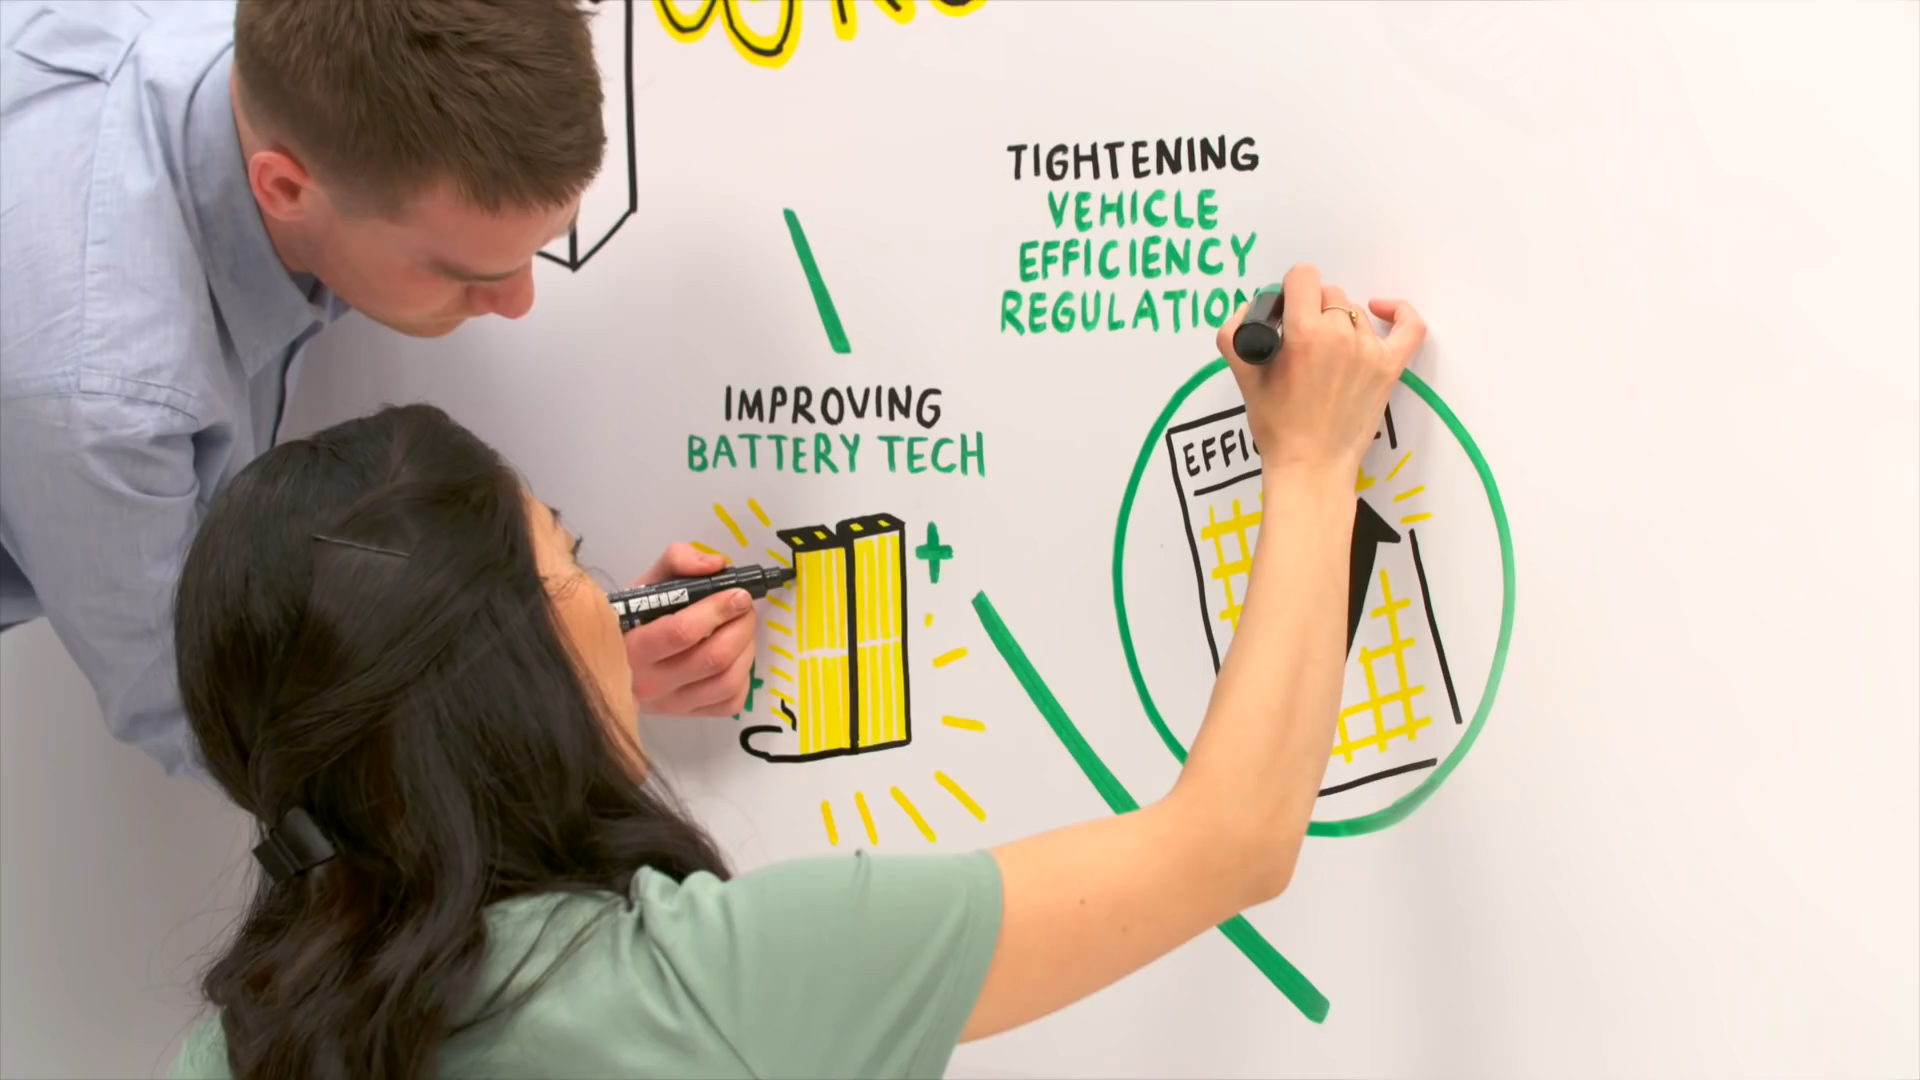 TIGHTENING
VEHICLE
EFFICIENCY
REGULATION
IMPROVING
BATTERY TECH